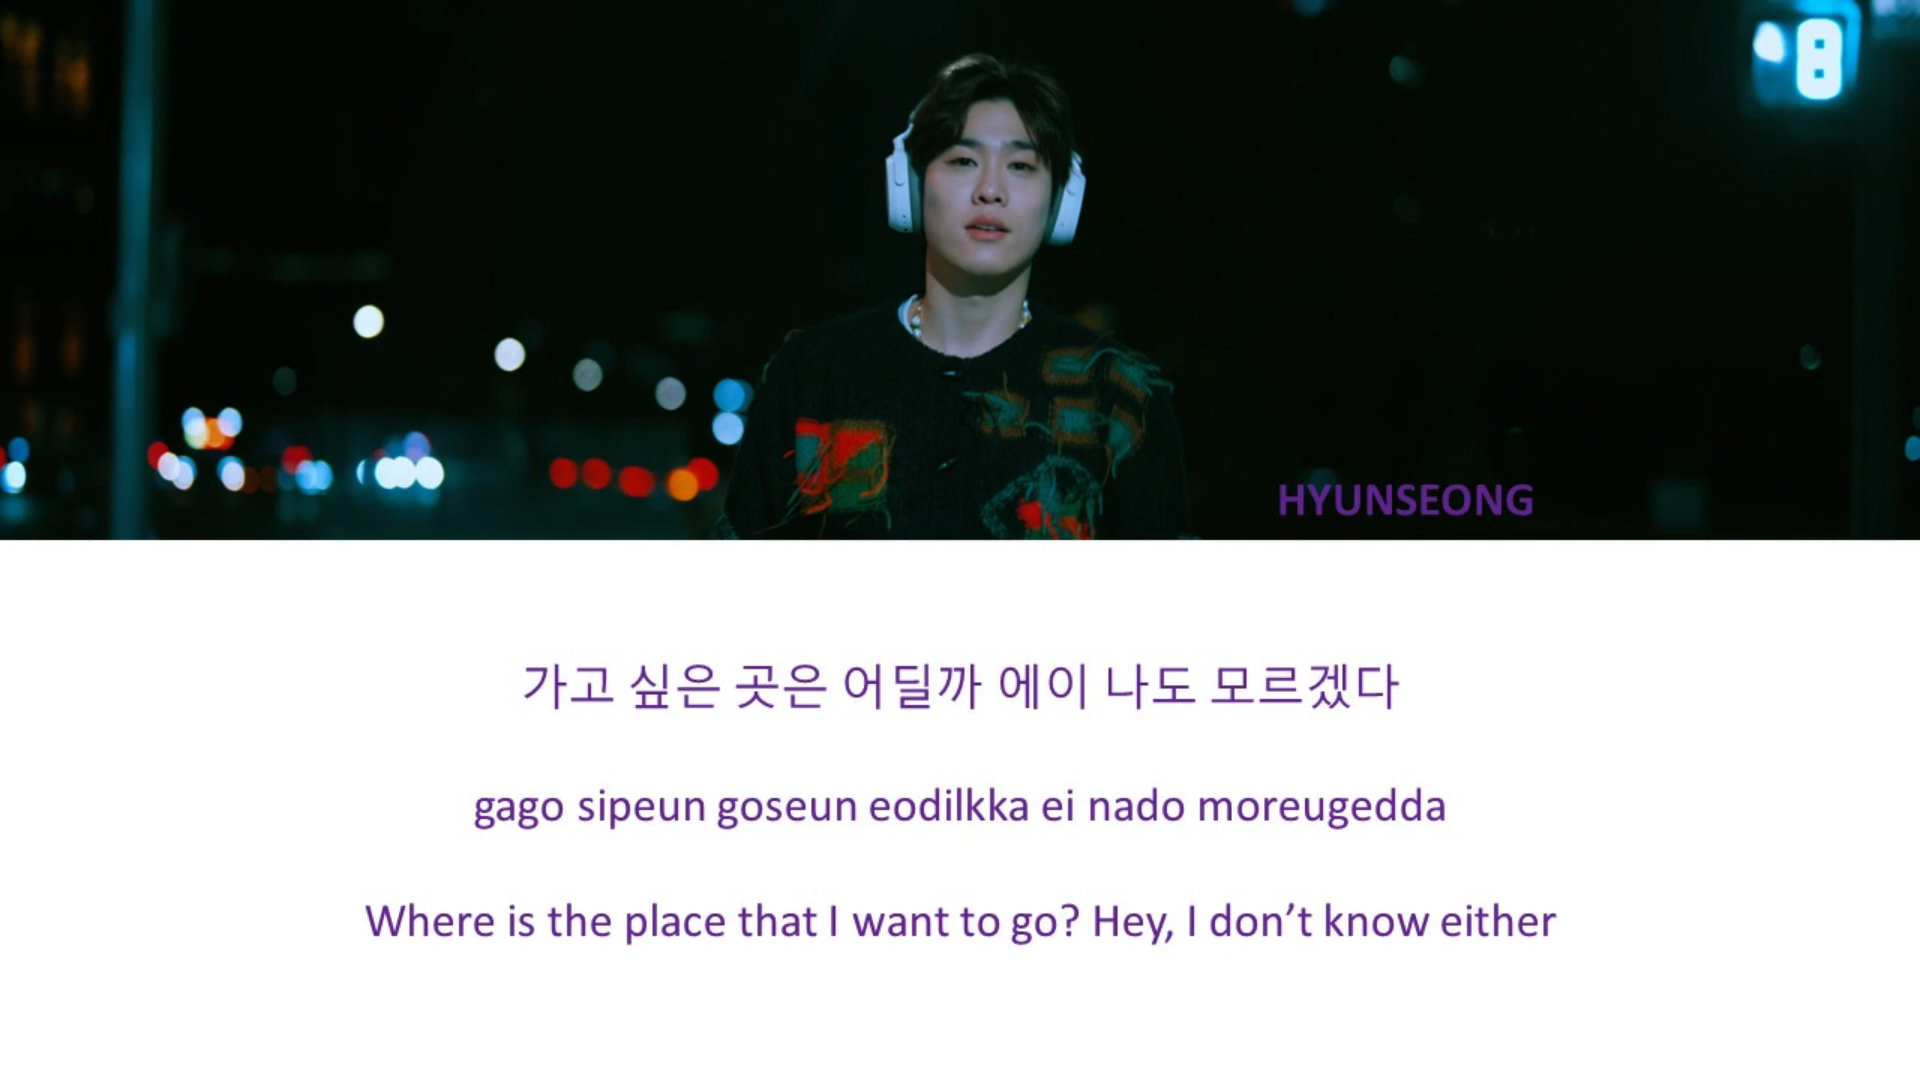 8
HYUNSEONG
가고 싶은 곳은 어딜까 에이 나도 모르겠다
gago sipeun goseun eodilkka ei nado moreugedda
Where is the place that I want to go? Hey, I don’t know either